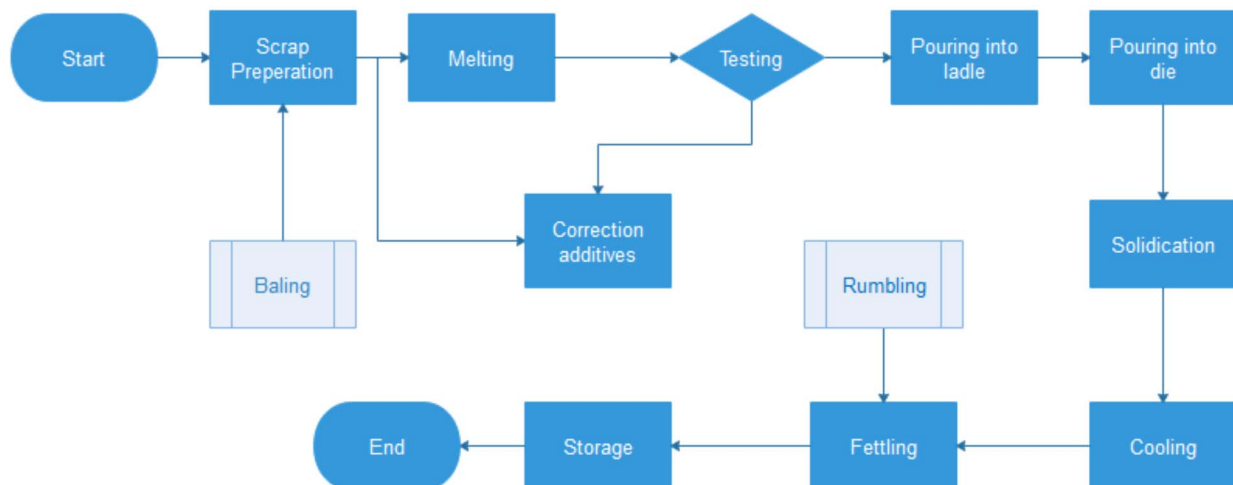 Start
Scrap
Preperation
Melting
Testing
Pouring into
ladle
Pouring into
die
Correction
additives
Solidication
Baling
Rumbling
End
Storage
Fettling
Cooling